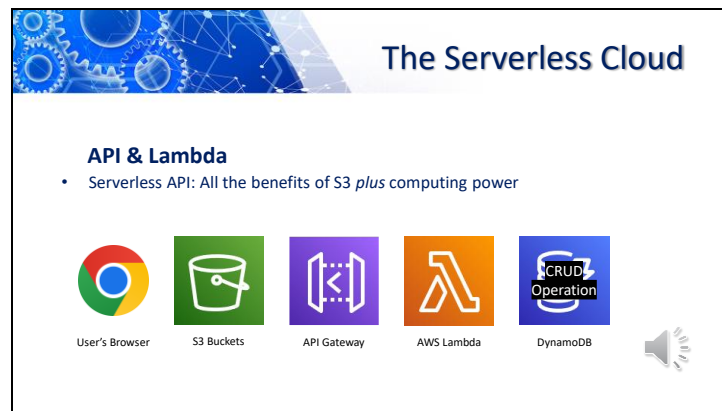 The Serverless Cloud
API & Lambda
• Serverless API: All the benefits of S3 plus computing power
CRUD
Operation
User's Browser
S3 Buckets
API Gateway
AWS Lambda
DynamoDB